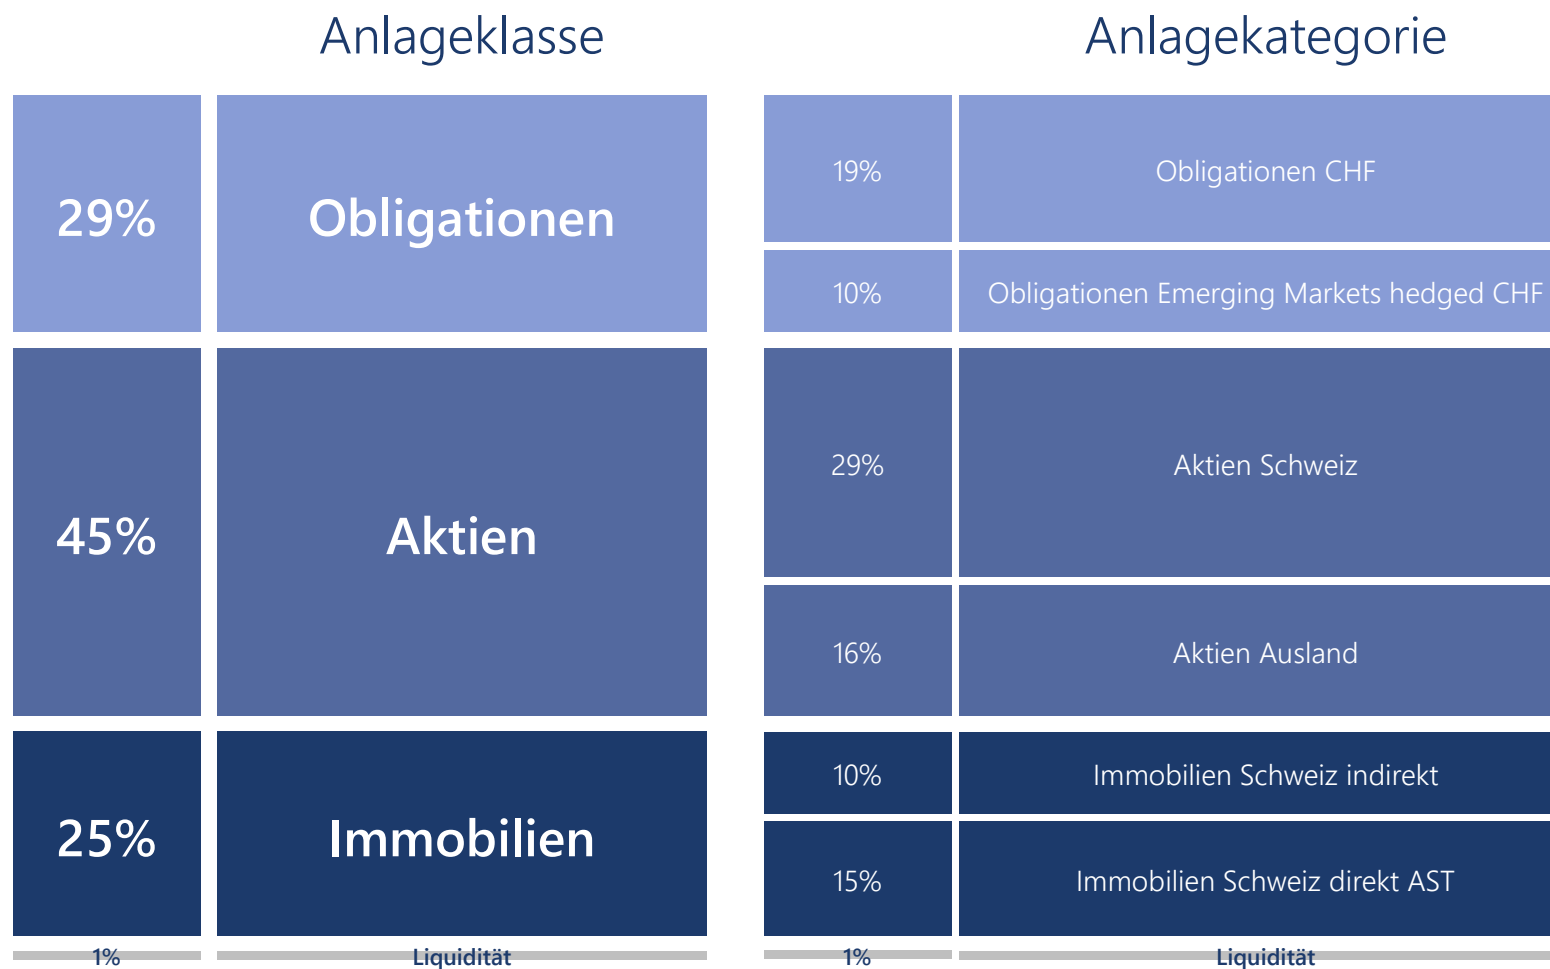 Anlageklasse
29% Obligationen
45% Aktien
25% Immobilien
1% Liquidität
Anlagekategorie
19% Obligationen CHF
10% Obligationen Emerging Markets hedged CHF
29% Aktien Schweiz
16% Aktien Ausland
10% Immobilien Schweiz indirekt
15% Immobilien Schweiz direkt AST
1% Liquidität